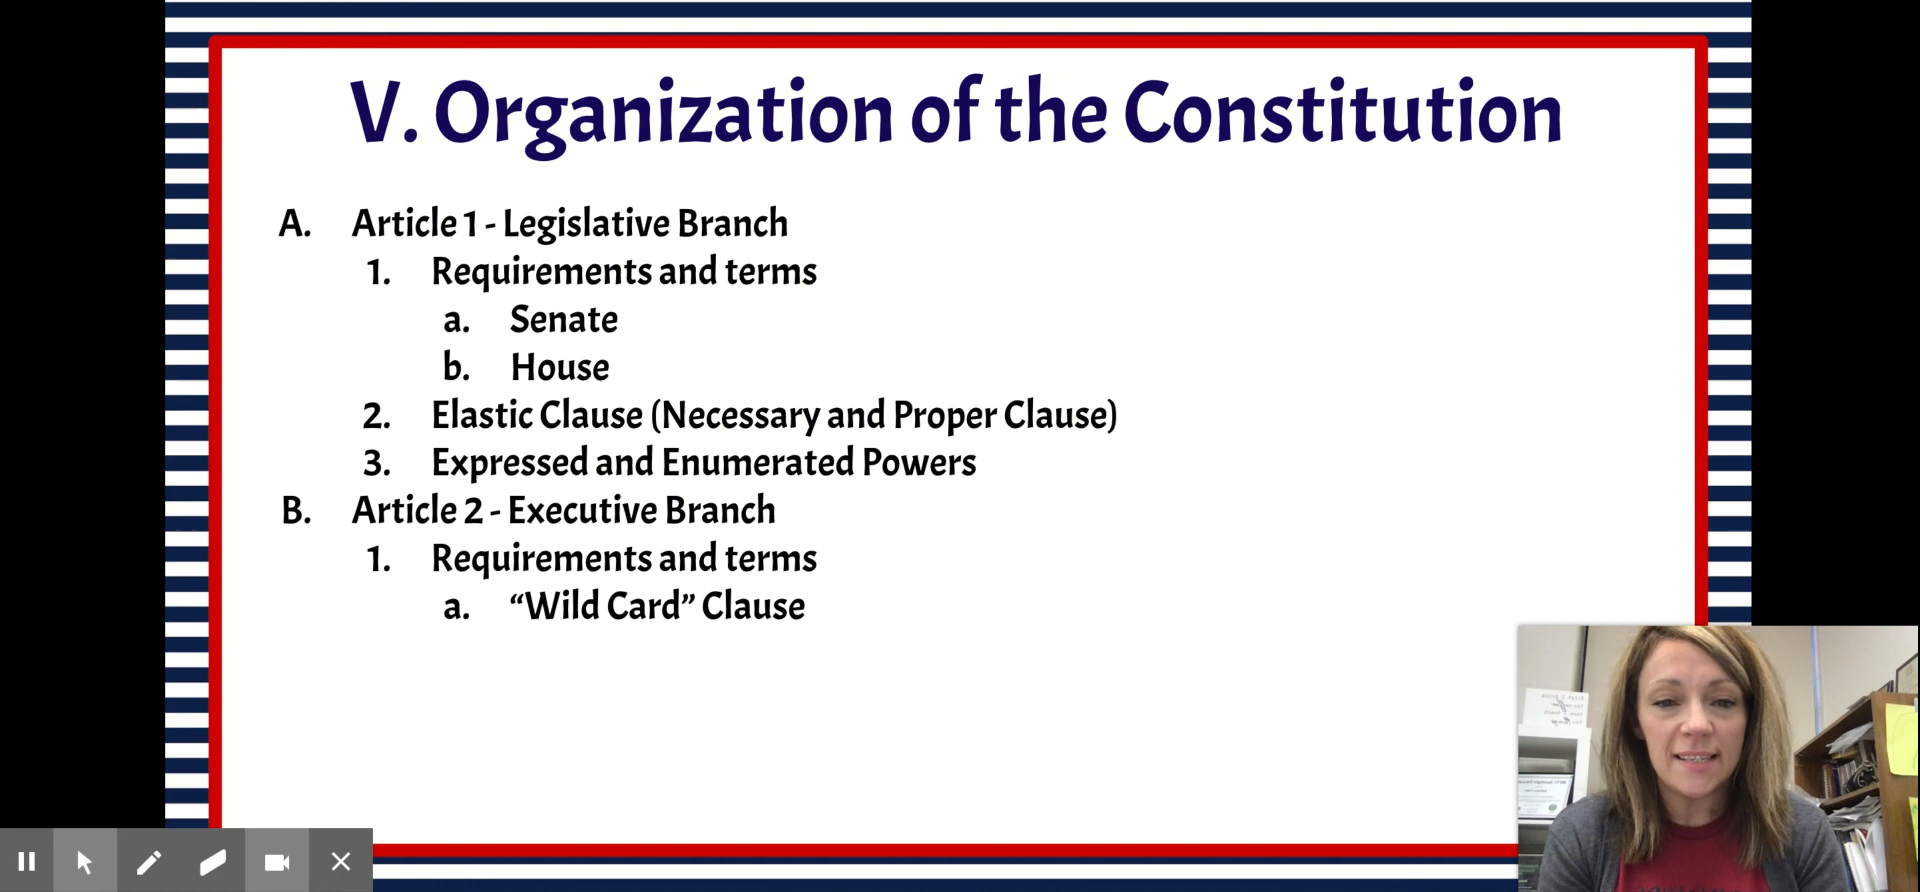 V. Organization of the Constitution
A. Article 1 - Legislative Branch
1. Requirements and terms
a. Senate
b. House
2. Elastic Clause (Necessary and Proper Clause)
3. Expressed and Enumerated Powers
B. Article 2 - Executive Branch
1. Requirements and terms
a. “Wild Card” Clause